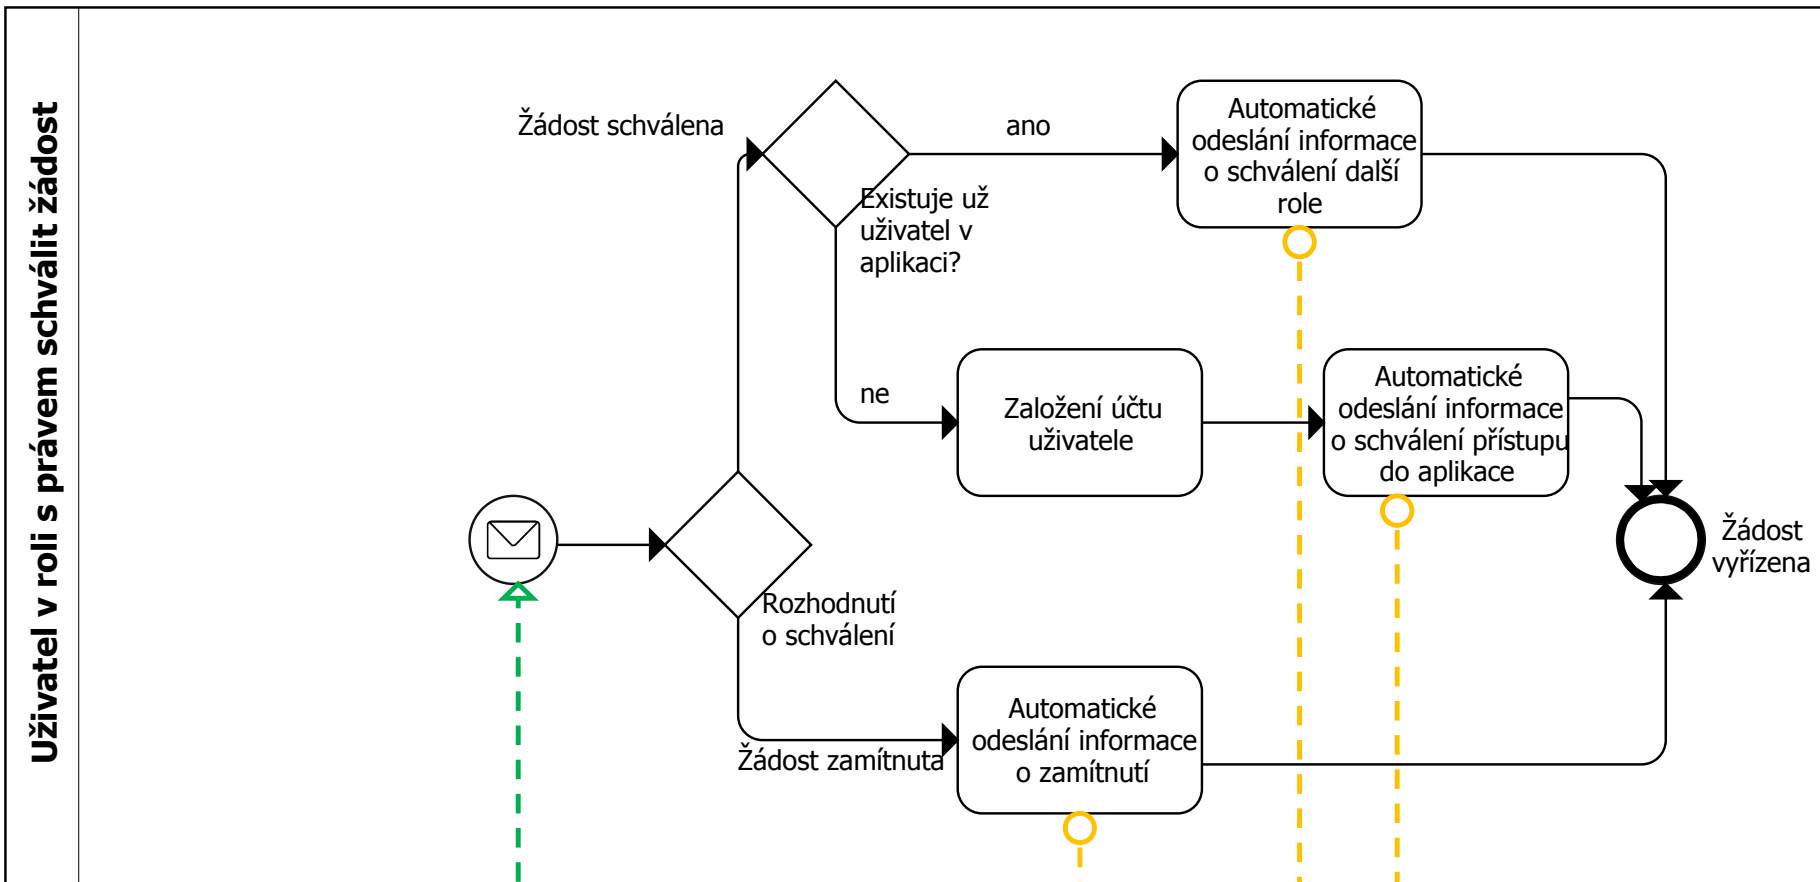 Uživatel v roli s právem schválit žádost
Žádost schválena
ano
Automatické
odeslání informace
o schválení další
role
Existuje už
uživatel v
aplikaci?
ne
Založení účtu
uživatele
Automatické
odeslání informace
o schválení přístupu
do aplikace
Žádost
vyřízena
Rozhodnutí
o schválení
Žádost zamítnuta
Automatické
odeslání informace
o zamítnutí